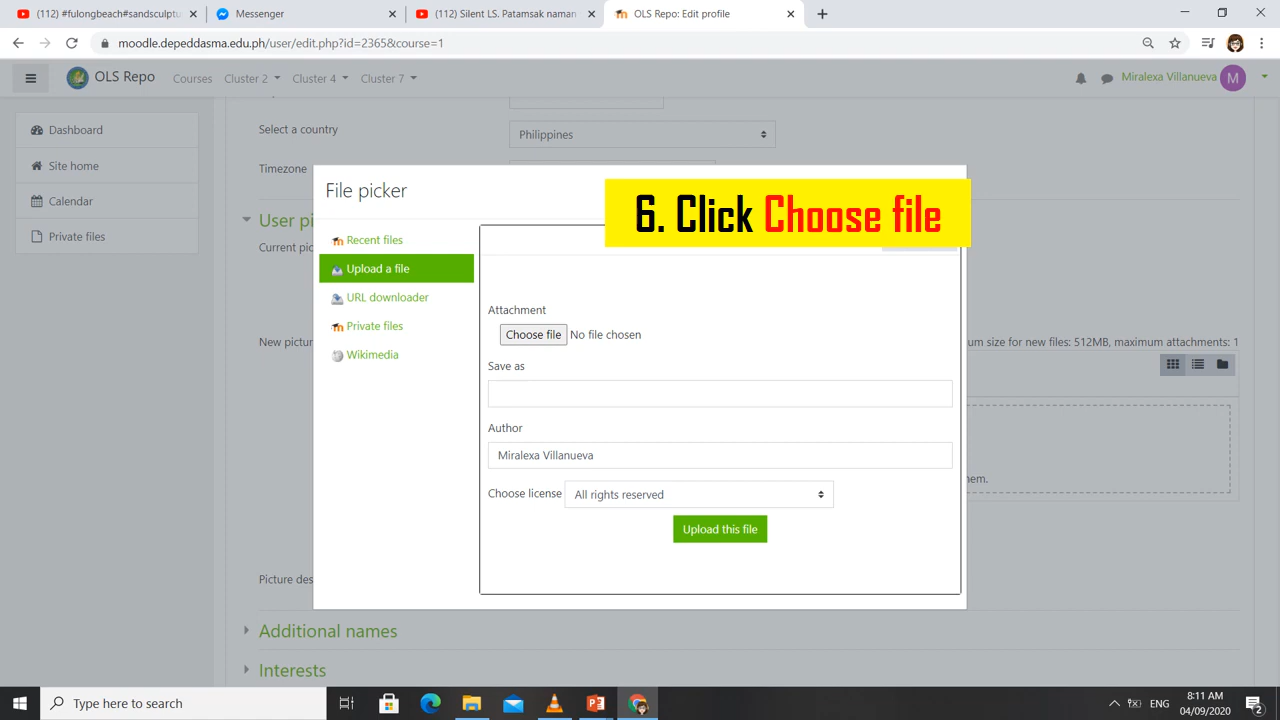 (112) #fulongbeach#sandsculptu
Messenger
(112) Silent LS. Patamsak naman
OLS Repo: Edit profile
moodle.depeddasma.edu.ph/user/edit.php?id=2365&course=1
OLS Repo
Courses
Cluster 2
Cluster 4
Cluster 7
Miralexa Villanueva
M
Dashboard
Site home
Calendar
Private files
Select a country
Philippines
Timezone
User pi
Current pic
New pictur
um size for new files: 512MB, maximum attachments: 1
em.
Picture des
Additional names
Interests
File picker
6. Click Choose file
Recent files
Upload a file
URL downloader
Private files
Wikimedia
Attachment
Choose file No file chosen
Save as
Author
Miralexa Villanueva
Choose license All rights reserved
Upload this file
Type here to search
ENG
8:11 AM
04/09/2020
2